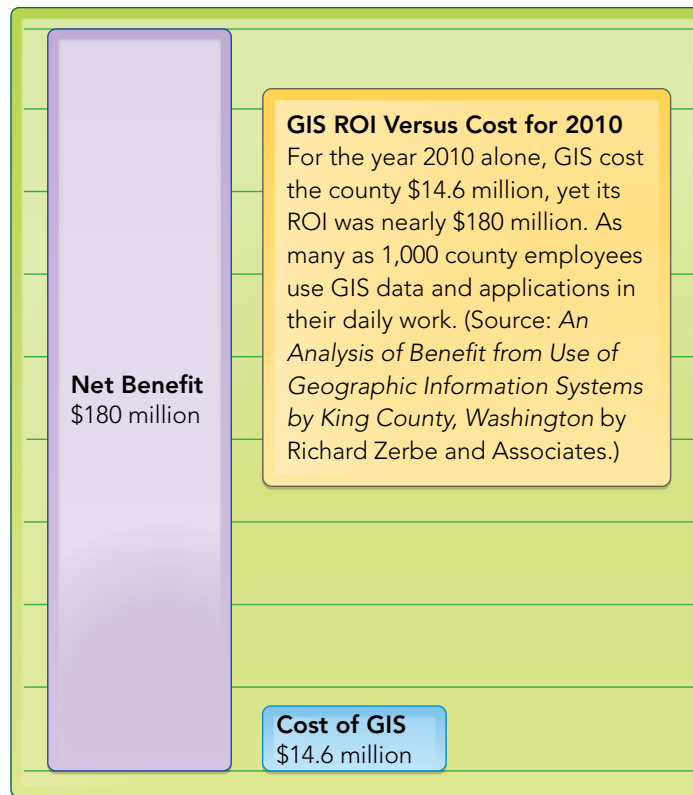 GIS ROI Versus Cost for 2010
For the year 2010 alone, GIS cost
the county $14.6 million, yet its
ROI was nearly $180 million. As
many as 1,000 county employees
use GIS data and applications in
their daily work. (Source: An
Analysis of Benefit from Use of
Geographic Information Systems
by King County, Washington by
Richard Zerbe and Associates.)
Net Benefit
$180 million
Cost of GIS
$14.6 million